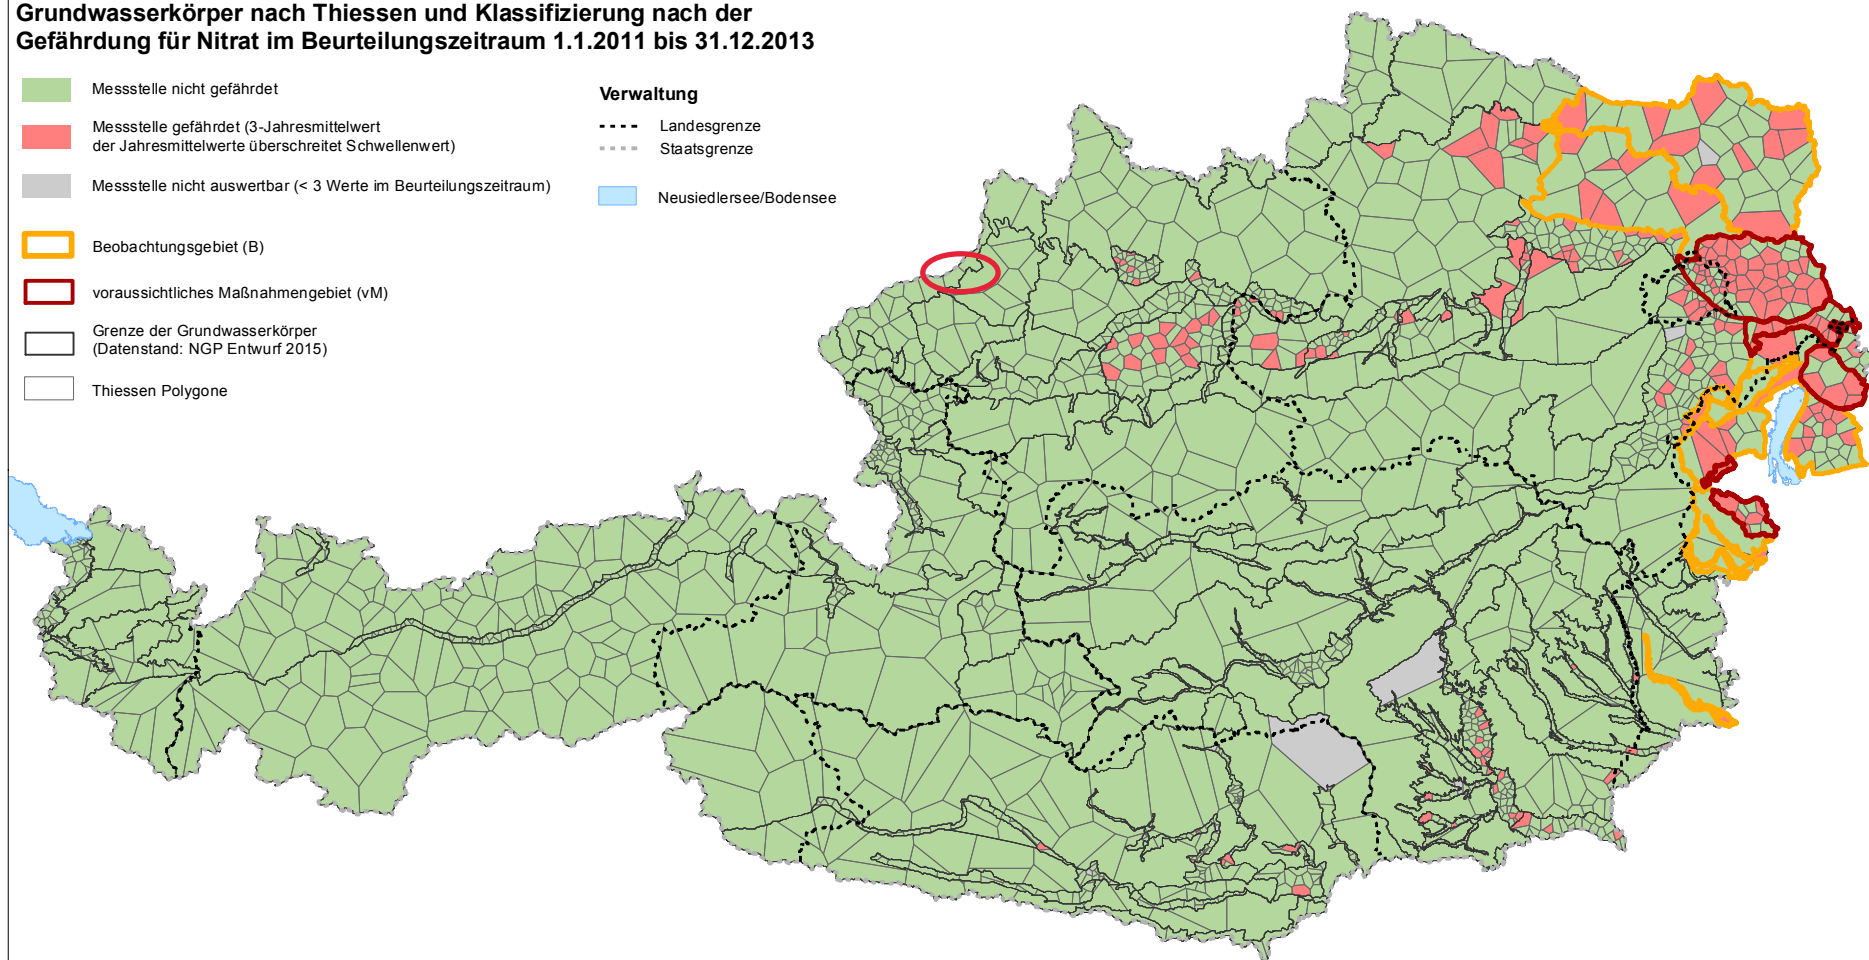 Grundwasserkörper nach Thiessen und Klassifizierung nach der
Gefährdung für Nitrat im Beurteilungszeitraum 1.1.2011 bis 31.12.2013
Messstelle nicht gefährdet
Messstelle gefährdet (3-Jahresmittelwert
der Jahresmittelwerte überschreitet Schwellenwert)
Messstelle nicht auswertbar (< 3 Werte im Beurteilungszeitraum)
Beobachtungsgebiet (B)
voraussichtliches Maßnahmengebiet (vM)
Grenze der Grundwasserkörper
(Datenstand: NGP Entwurf 2015)
Thiessen Polygone
Verwaltung
Landesgrenze
Staatsgrenze
Neusiedlersee/Bodensee